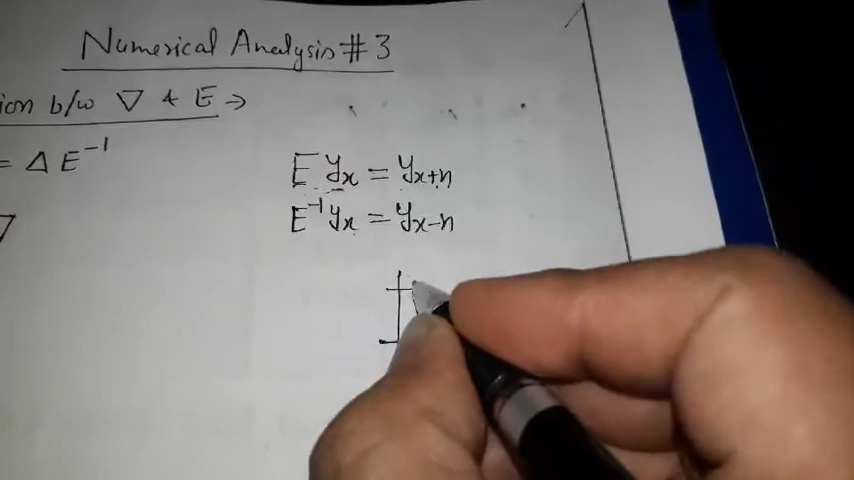 Numerical Analysis # 3
ion b/w ∇ & E ⇒
= Δ E⁻¹
E yₓ = yₓ₊ₕ
∇
E⁻¹ yₓ = yₓ₋ₕ